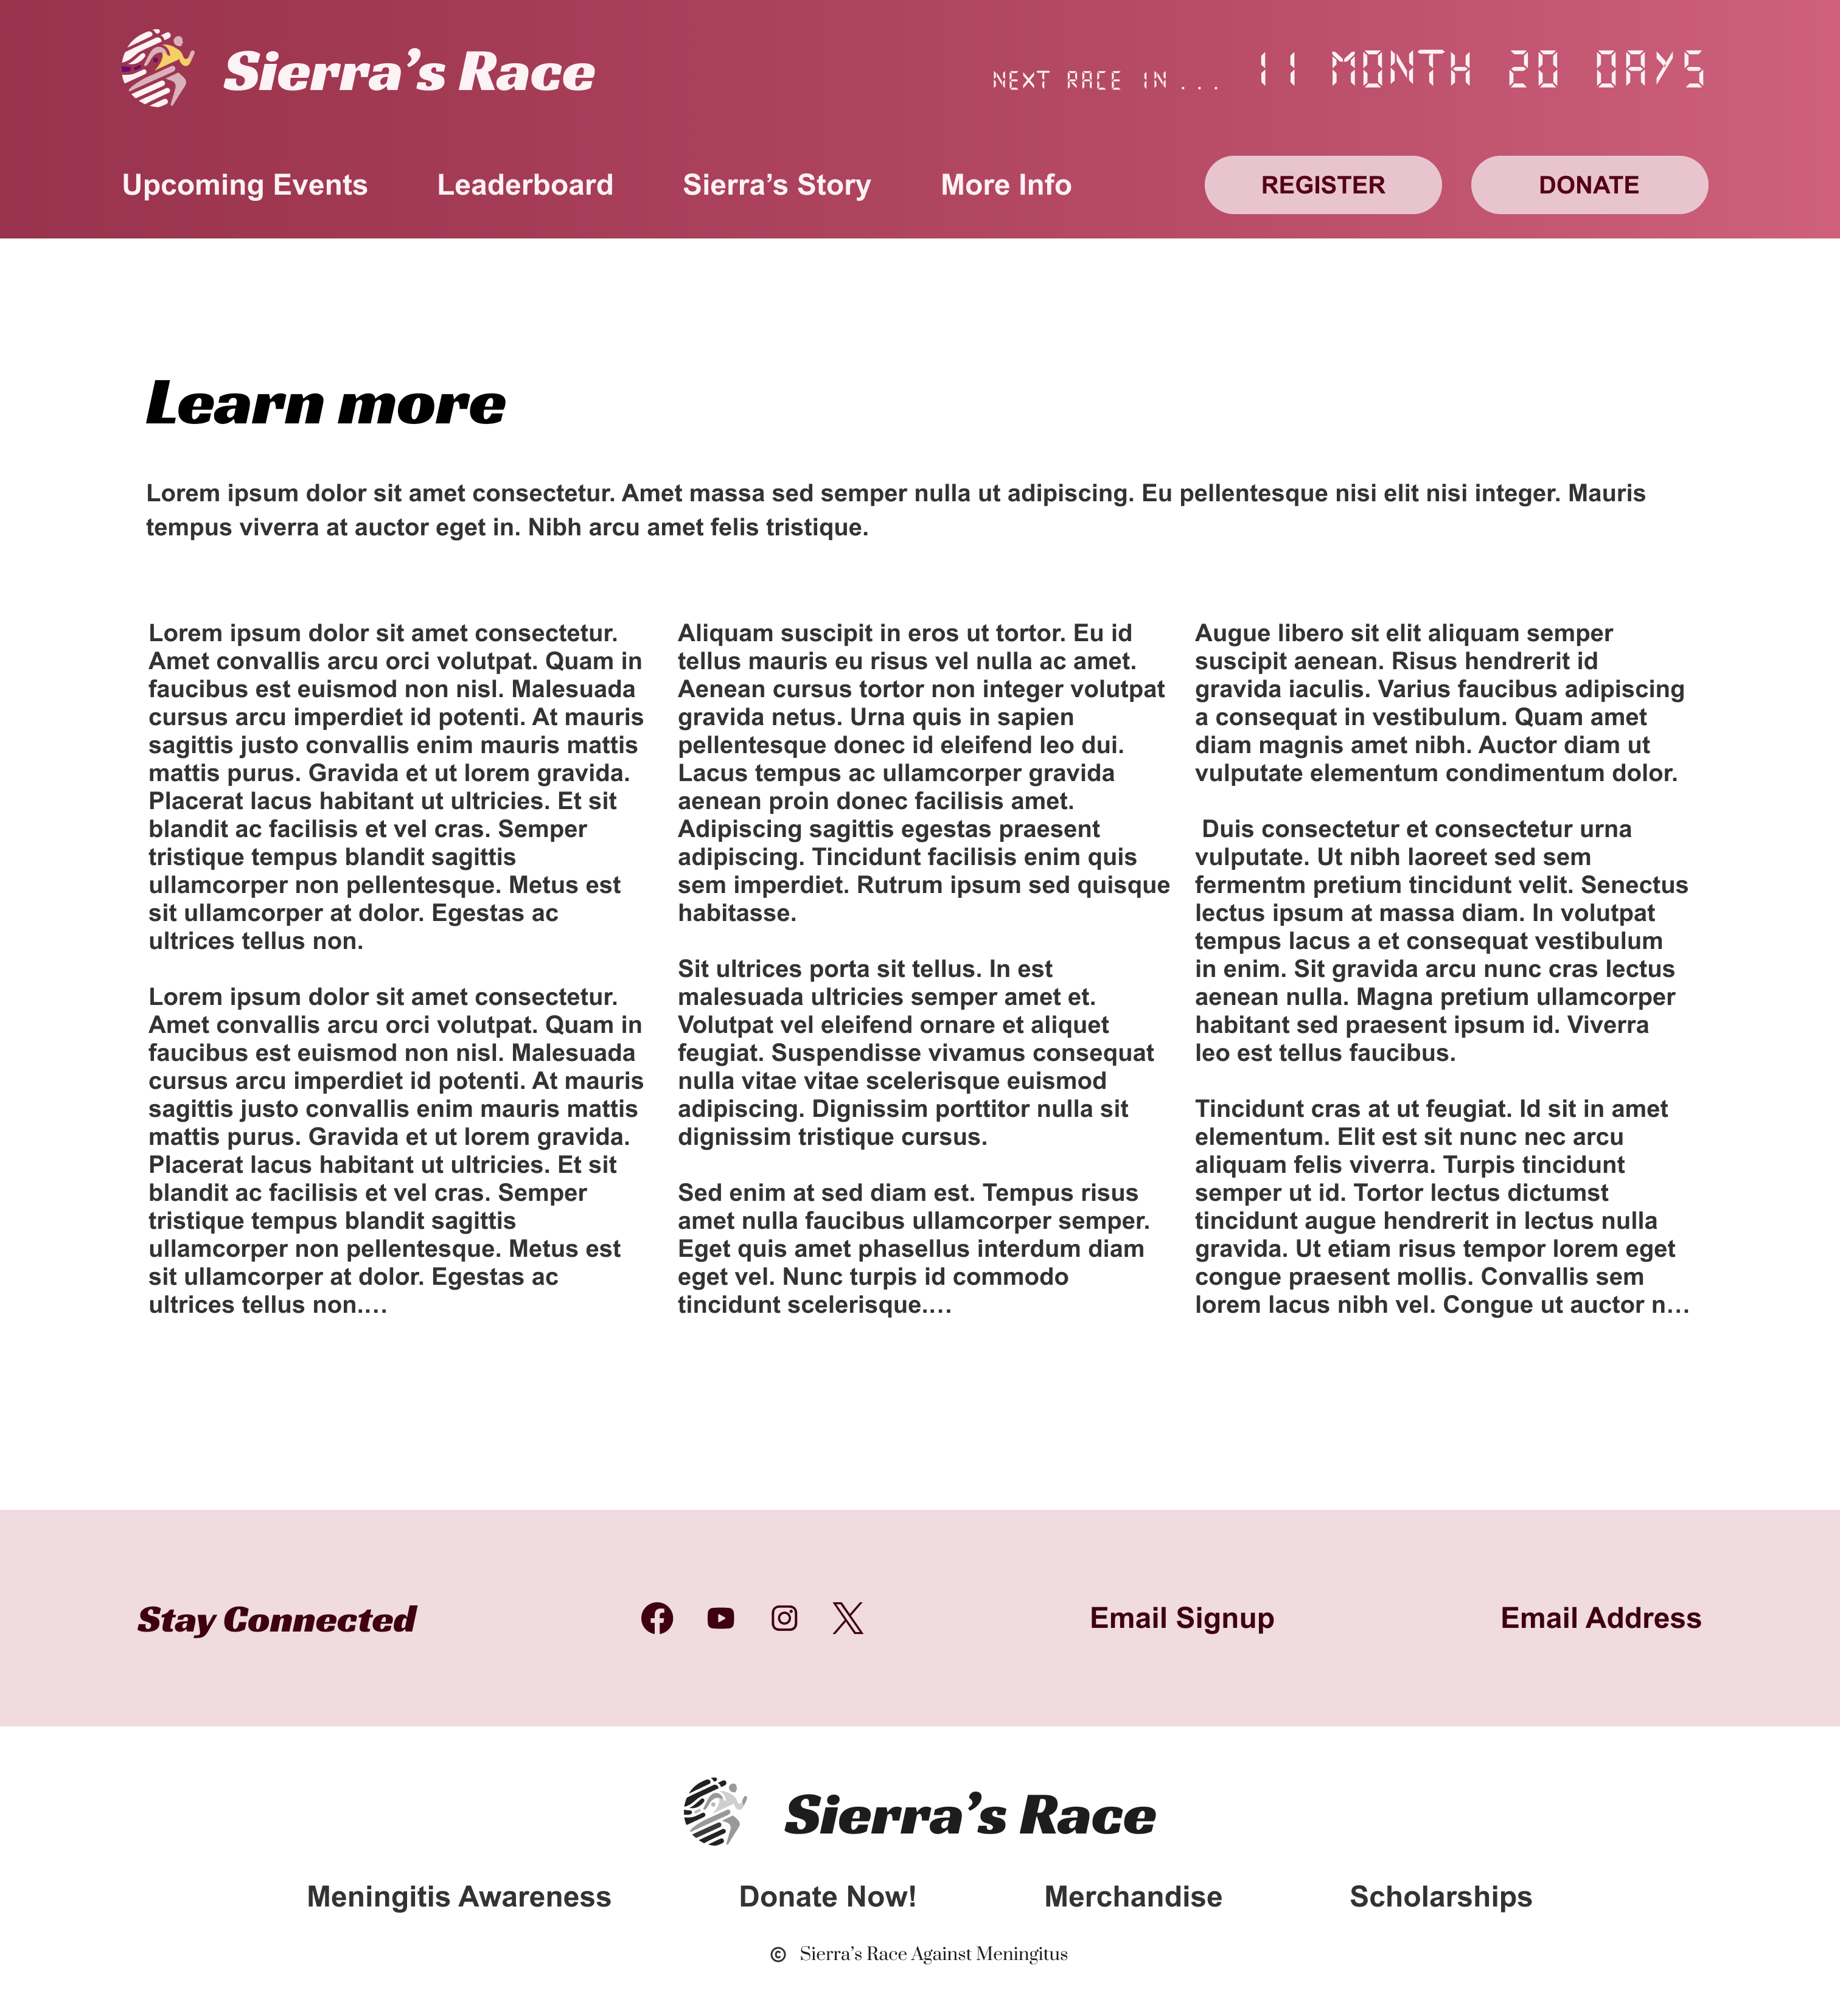 Sierra’s Race
NEXT RACE IN... 11 MONTH 20 DAYS
Upcoming Events
Leaderboard
Sierra’s Story
More Info
REGISTER
DONATE
Learn more
Lorem ipsum dolor sit amet consectetur. Amet massa sed semper nulla ut adipiscing. Eu pellentesque nisi elit nisi integer. Mauris
tempus viverra at auctor eget in. Nibh arcu amet felis tristique.
Lorem ipsum dolor sit amet consectetur.
Amet convallis arcu orci volutpat. Quam in
faucibus est euismod non nisl. Malesuada
cursus arcu imperdiet id potenti. At mauris
sagittis justo convallis enim mauris mattis
mattis purus. Gravida et ut lorem gravida.
Placerat lacus habitant ut ultricies. Et sit
blandit ac facilisis et vel cras. Semper
tristique tempus blandit sagittis
ullamcorper non pellentesque. Metus est
sit ullamcorper at dolor. Egestas ac
ultrices tellus non.
Lorem ipsum dolor sit amet consectetur.
Amet convallis arcu orci volutpat. Quam in
faucibus est euismod non nisl. Malesuada
cursus arcu imperdiet id potenti. At mauris
sagittis justo convallis enim mauris mattis
mattis purus. Gravida et ut lorem gravida.
Placerat lacus habitant ut ultricies. Et sit
blandit ac facilisis et vel cras. Semper
tristique tempus blandit sagittis
ullamcorper non pellentesque. Metus est
sit ullamcorper at dolor. Egestas ac
ultrices tellus non.…
Aliquam suscipit in eros ut tortor. Eu id
tellus mauris eu risus vel nulla ac amet.
Aenean cursus tortor non integer volutpat
gravida netus. Urna quis in sapien
pellentesque donec id eleifend leo dui.
Lacus tempus ac ullamcorper gravida
aenean proin donec facilisis amet.
Adipiscing sagittis egestas praesent
adipiscing. Tincidunt facilisis enim quis
sem imperdiet. Rutrum ipsum sed quisque
habitasse.
Sit ultrices porta sit tellus. In est
malesuada ultricies semper amet et.
Volutpat vel eleifend ornare et aliquet
feugiat. Suspendisse vivamus consequat
nulla vitae vitae scelerisque euismod
adipiscing. Dignissim porttitor nulla sit
dignissim tristique cursus.
Sed enim at sed diam est. Tempus risus
amet nulla faucibus ullamcorper semper.
Eget quis amet phasellus interdum diam
eget vel. Nunc turpis id commodo
tincidunt scelerisque.…
Augue libero sit elit aliquam semper
suscipit aenean. Risus hendrerit id
gravida iaculis. Varius faucibus adipiscing
a consequat in vestibulum. Quam amet
diam magnis amet nibh. Auctor diam ut
vulputate elementum condimentum dolor.
Duis consectetur et consectetur urna
vulputate. Ut nibh laoreet sed sem
fermentm pretium tincidunt velit. Senectus
lectus ipsum at massa diam. In volutpat
tempus lacus a et consequat vestibulum
in enim. Sit gravida arcu nunc cras lectus
aenean nulla. Magna pretium ullamcorper
habitant sed praesent ipsum id. Viverra
leo est tellus faucibus.
Tincidunt cras at ut feugiat. Id sit in amet
elementum. Elit est sit nunc nec arcu
aliquam felis viverra. Turpis tincidunt
semper ut id. Tortor lectus dictumst
tincidunt augue hendrerit in lectus nulla
gravida. Ut etiam risus tempor lorem eget
congue praesent mollis. Convallis sem
lorem lacus nibh vel. Congue ut auctor n…
Stay Connected
Email Signup
Email Address
Sierra’s Race
Meningitis Awareness
Donate Now!
Merchandise
Scholarships
© Sierra’s Race Against Meningitus